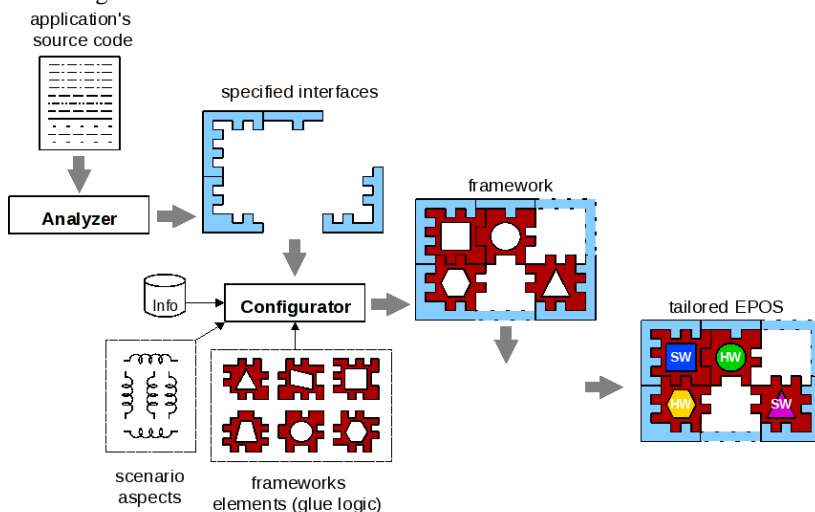 application's
source code
specified interfaces
Analyzer
framework
Info
Configurator
tailored EPOS
SW
HW
HW
SW
scenario
aspects
frameworks
elements (glue logic)